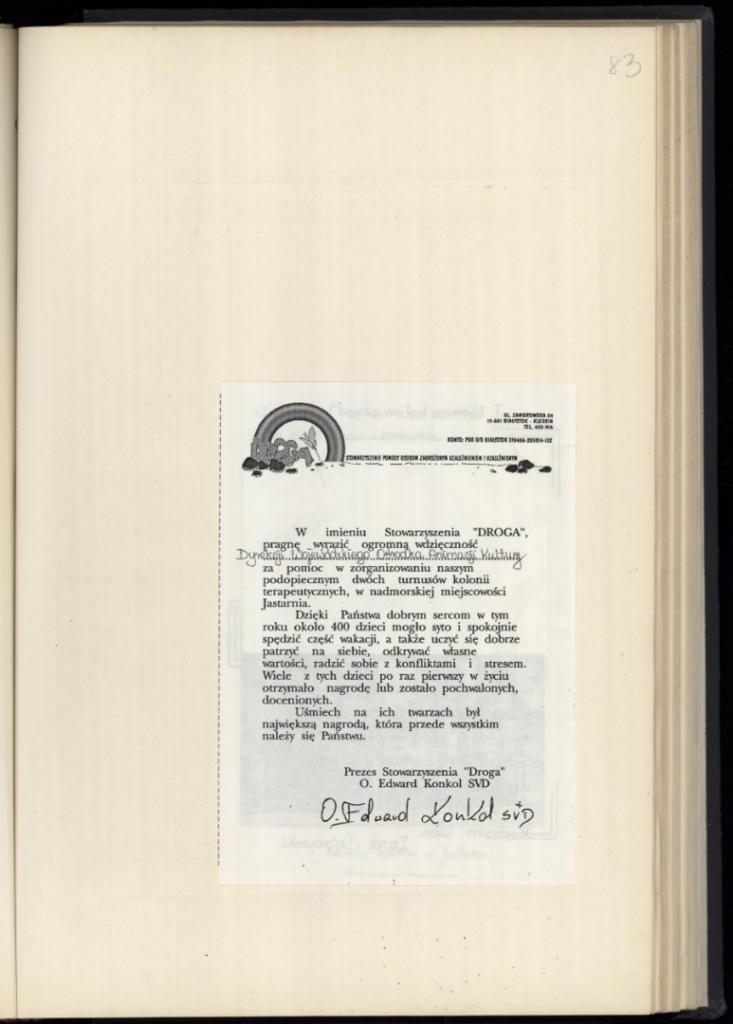 83
UL. ZAMBROWSKA 24
BIAŁYSTOK - KLEOSIN
TEL.
KONTO: PBK O/B BIAŁYSTOK
DROGA
STOWARZYSZENIE POMOCY OSOBOM ZAGROŻONYM UZALEŻNIENIEM I UZALEŻNIONYM
W imieniu Stowarzyszenia "DROGA",
pragnę wyrazić ogromną wdzięczność
Dyrekcji Wojewódzkiego Ośrodka Animacji Kultury
za pomoc w zorganizowaniu naszym
podopiecznym dwóch turnusów kolonii
terapeutycznych, w nadmorskiej miejscowości
Jastarnia.
Dzięki Państwa dobrym sercom w tym
roku około 400 dzieci mogło syto i spokojnie
spędzić część wakacji, a także uczyć się dobrze
patrzyć na siebie, odkrywać własne
wartości, radzić sobie z konfliktami i stresem.
Wiele z tych dzieci po raz pierwszy w życiu
otrzymało nagrodę lub zostało pochwalonych,
docenionych.
Uśmiech na ich twarzach był
największą nagrodą, która przede wszystkim
należy się Państwu.
Prezes Stowarzyszenia "Droga"
O. Edward Konkol SVD
O. Edward Konkol SVD